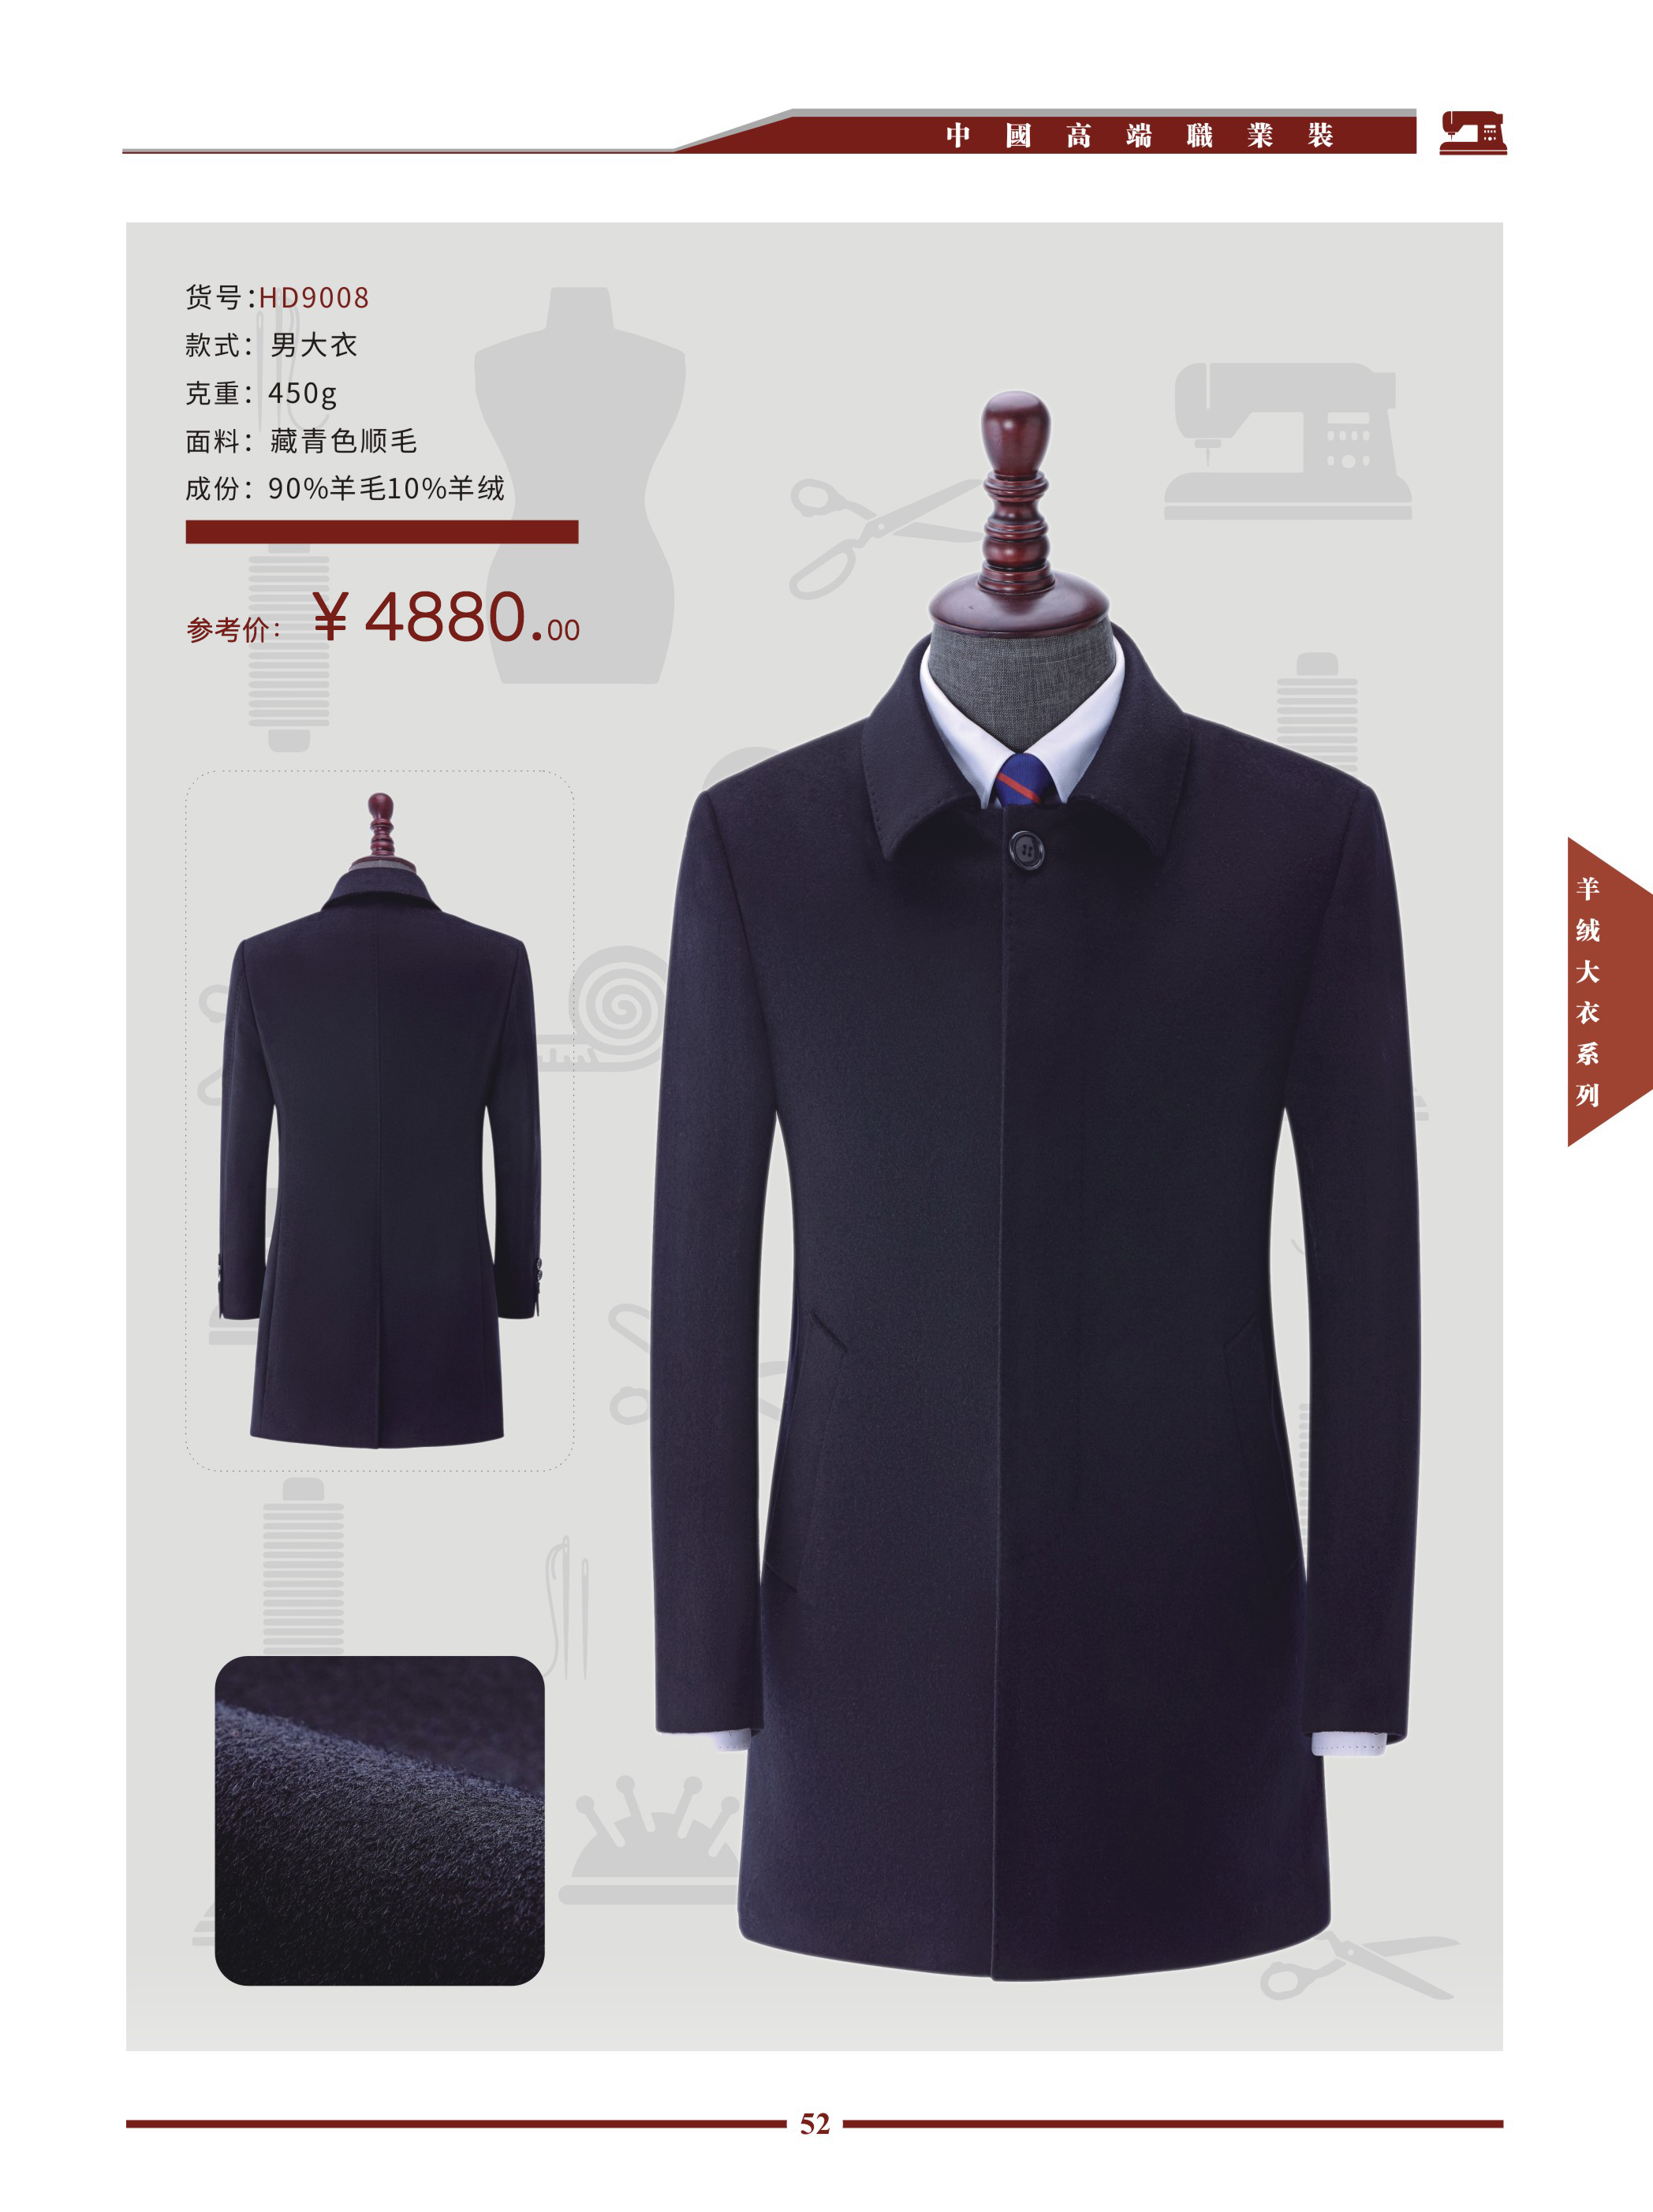 中國高端職業裝
货号:HD9008
款式：男大衣
克重：450g
面料：藏青色顺毛
成份：90%羊毛10%羊绒
参考价：￥4880.00
羊绒大衣系列
52